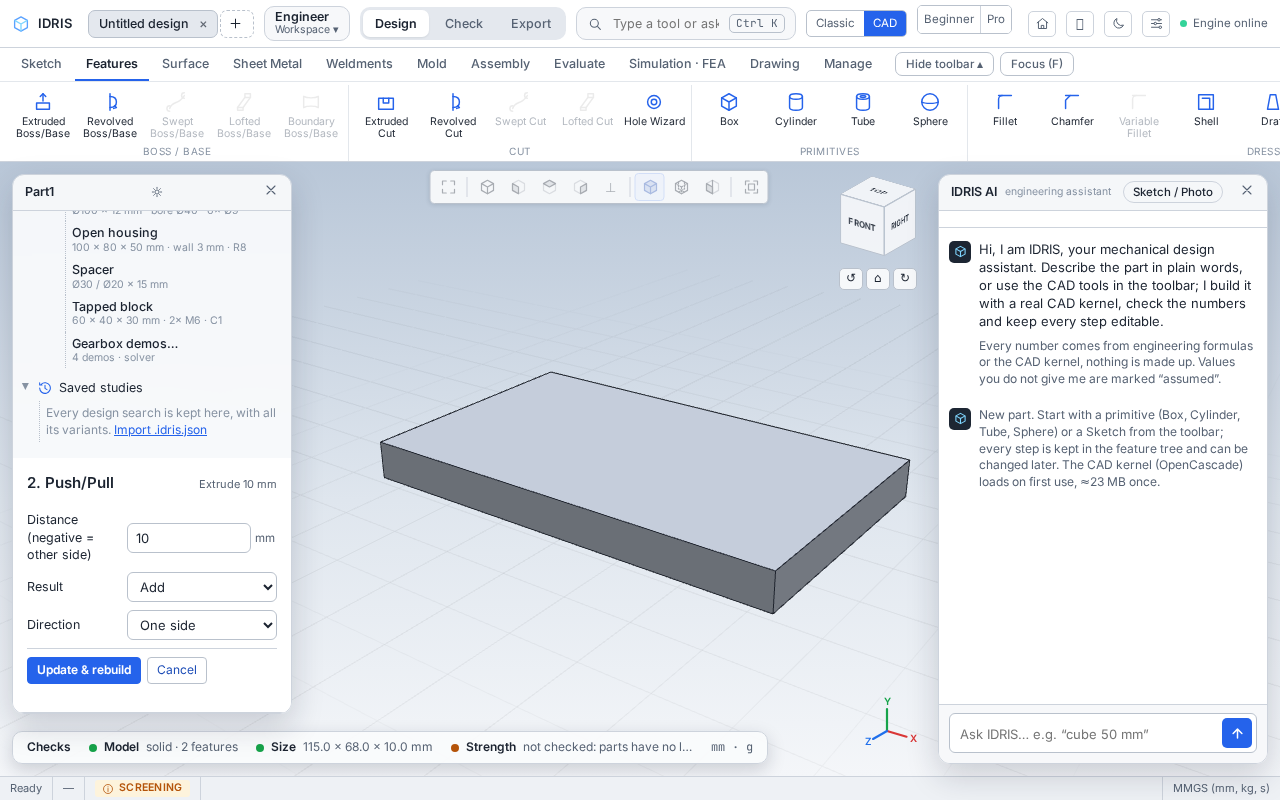 IDRIS
Untitled design ×
+
Engineer
Workspace ▾
Design Check Export
Type a tool or ask
Ctrl K
Classic CAD
Beginner Pro
Engine online
Sketch Features Surface Sheet Metal Weldments Mold Assembly Evaluate Simulation · FEA Drawing Manage
Hide toolbar ▴
Focus (F)
Extruded
Boss/Base
Revolved
Boss/Base
Swept
Boss/Base
Lofted
Boss/Base
Boundary
Boss/Base
BOSS / BASE
Extruded
Cut
Revolved
Cut
Swept Cut
Lofted Cut
Hole Wizard
CUT
Box
Cylinder
Tube
Sphere
PRIMITIVES
Fillet
Chamfer
Variable
Fillet
Shell
Draf
DRESS
Part1
Open housing
100 × 80 × 50 mm · wall 3 mm · R8
Spacer
Ø30 / Ø20 × 15 mm
Tapped block
60 × 40 × 30 mm · 2× M6 · C1
Gearbox demos...
4 demos · solver
Saved studies
Every design search is kept here, with all
its variants. Import .idris.json
2. Push/Pull
Extrude 10 mm
Distance
(negative =
other side)
10
mm
Result
Add
Direction
One side
Update & rebuild
Cancel
TOP
FRONT
RIGHT
Y
X
Z
IDRIS AI
engineering assistant
Sketch / Photo
Hi, I am IDRIS, your mechanical design
assistant. Describe the part in plain words,
or use the CAD tools in the toolbar; I build it
with a real CAD kernel, check the numbers
and keep every step editable.
Every number comes from engineering formulas
or the CAD kernel, nothing is made up. Values
you do not give me are marked “assumed”.
New part. Start with a primitive (Box, Cylinder,
Tube, Sphere) or a Sketch from the toolbar;
every step is kept in the feature tree and can be
changed later. The CAD kernel (OpenCascade)
loads on first use, ≈23 MB once.
Ask IDRIS... e.g. “cube 50 mm”
Checks
Model solid · 2 features
Size 115.0 × 68.0 × 10.0 mm
Strength not checked: parts have no l...
mm · g
Ready
—
SCREENING
MMGS (mm, kg, s)